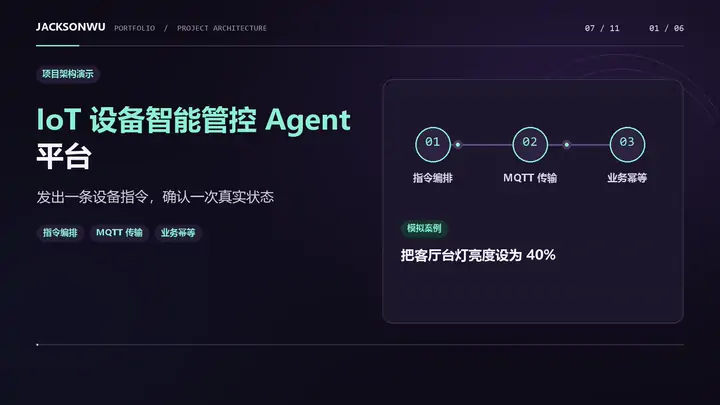 JACKSONWU PORTFOLIO / PROJECT ARCHITECTURE 07 / 11 01 / 06
项目架构演示
IoT 设备智能管控 Agent
平台
发出一条设备指令，确认一次真实状态
指令编排 MQTT 传输 业务幂等
01 02 03
指令编排 MQTT 传输 业务幂等
模拟案例
把客厅台灯亮度设为 40%